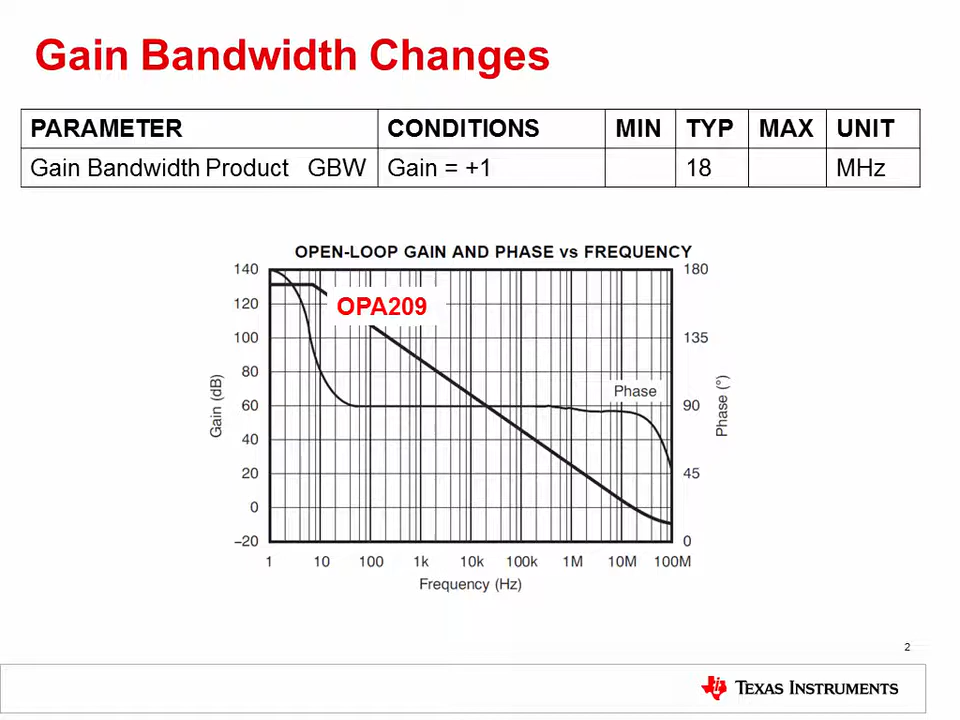 Gain Bandwidth Changes
PARAMETER CONDITIONS MIN TYP MAX UNIT
Gain Bandwidth Product GBW Gain = +1 18 MHz
OPEN-LOOP GAIN AND PHASE vs FREQUENCY
140 180
OPA209
120
100 135
80
Phase
60 90
Gain (dB) Phase (°)
40
20 45
0
–20 0
1 10 100 1k 10k 100k 1M 10M 100M
Frequency (Hz)
2
TEXAS INSTRUMENTS